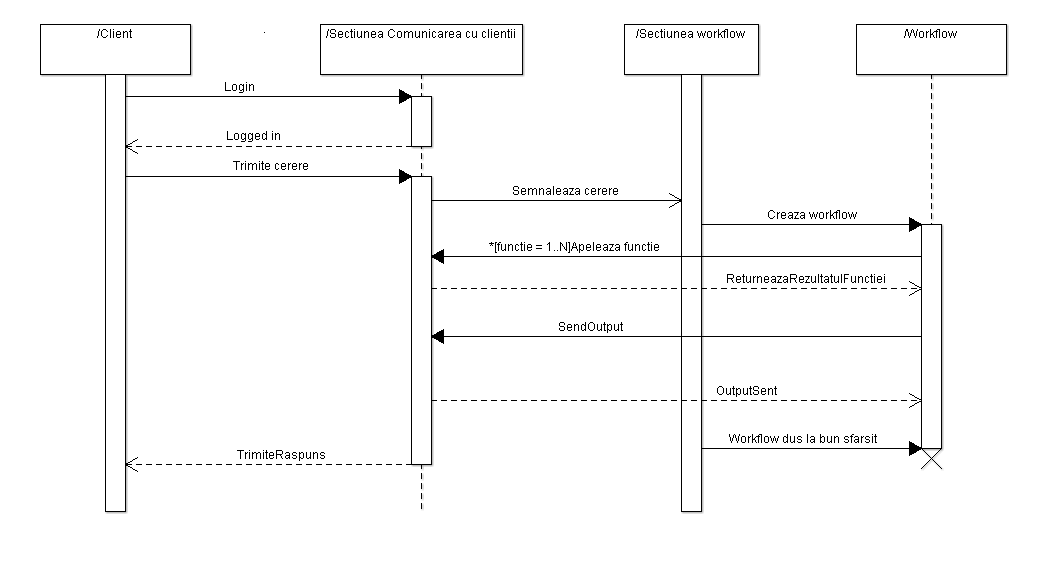 /Client
/Sectiunea Comunicarea cu clientii
/Sectiunea workflow
/Workflow
Login
Logged in
Trimite cerere
Semnaleaza cerere
Creaza workflow
*[functie = 1..N]Apeleaza functie
ReturneazaRezultatulFunctiei
SendOutput
OutputSent
Workflow dus la bun sfarsit
TrimiteRaspuns